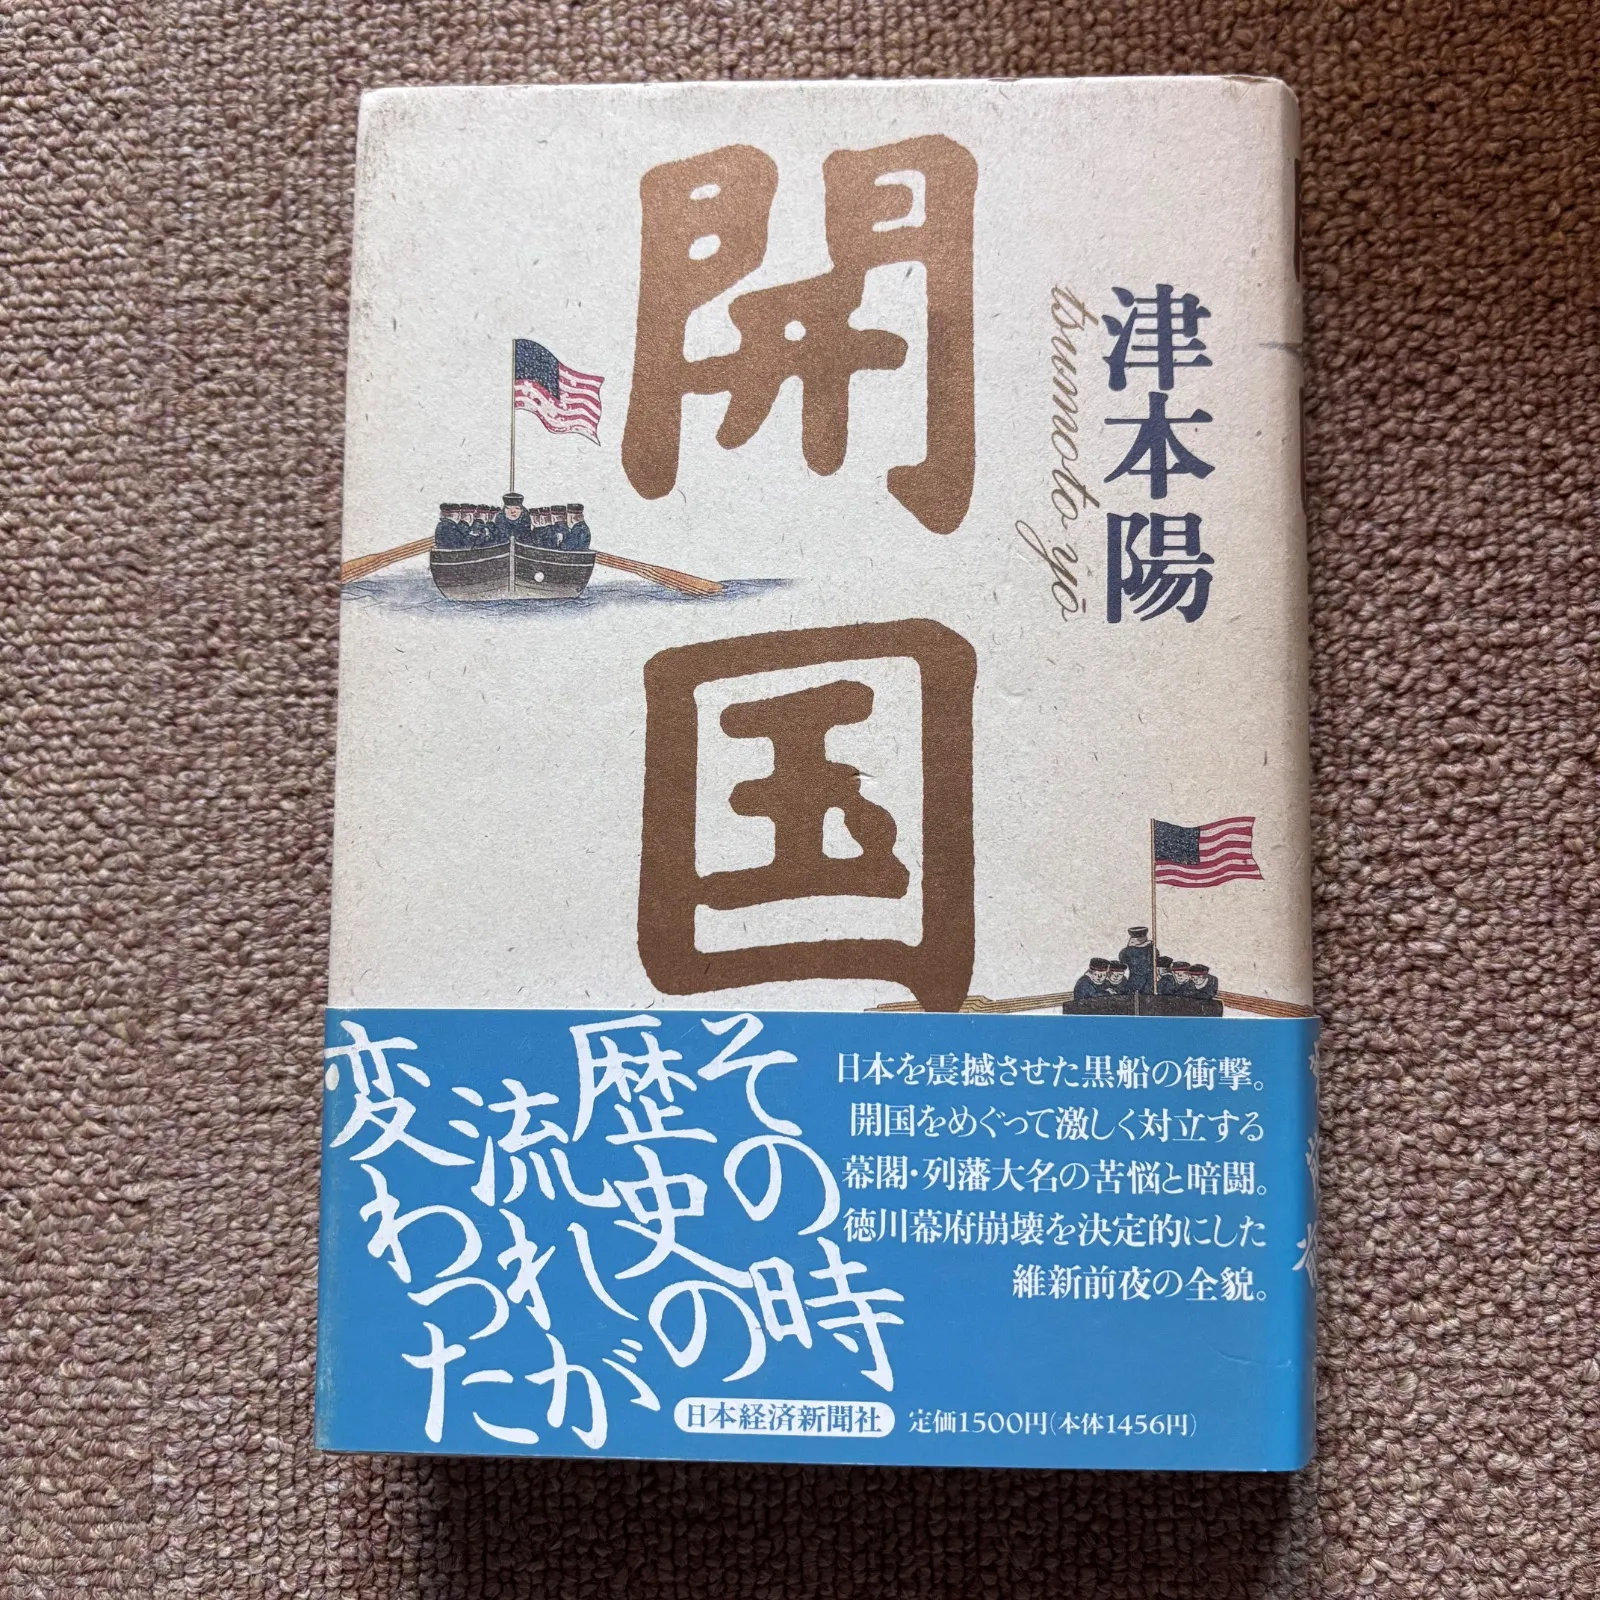 開国
津本陽
tsumoto yō
日本を震撼させた黒船の衝撃。
開国をめぐって激しく対立する
幕閣・列藩大名の苦悩と暗闘。
徳川幕府崩壊を決定的にした
維新前夜の全貌。
その時
歴史の
流れが
変わった
日本経済新聞社
定価1500円(本体1456円)